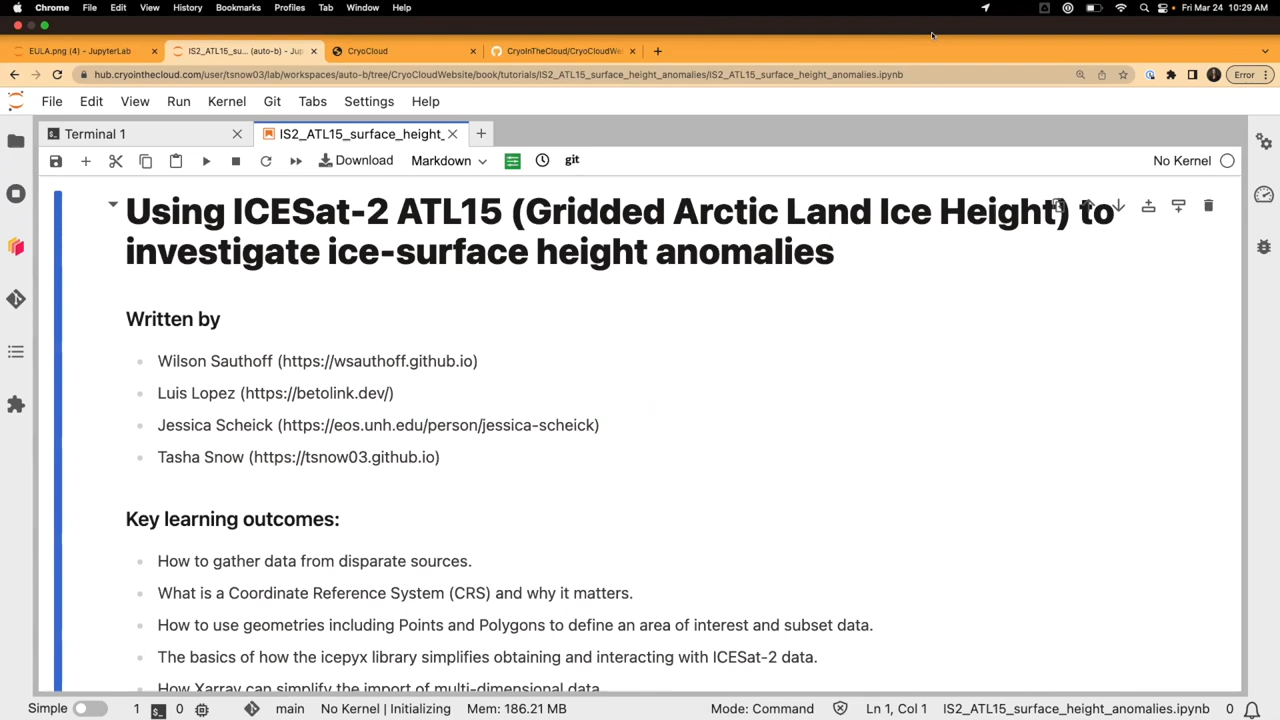 Chrome File Edit View History Bookmarks Profiles Tab Window Help Fri Mar 24 10:29 AM
EULA.png (4) - JupyterLab IS2_ATL15_su... (auto-b) - Jup CryoCloud CryoInTheCloud/CryoCloudWe
hub.cryointhecloud.com/user/tsnow03/lab/workspaces/auto-b/tree/CryoCloudWebsite/book/tutorials/IS2_ATL15_surface_height_anomalies/IS2_ATL15_surface_height_anomalies.ipynb Error
File Edit View Run Kernel Git Tabs Settings Help
Terminal 1 IS2_ATL15_surface_height_
Download Markdown git No Kernel
Using ICESat-2 ATL15 (Gridded Arctic Land Ice Height) to
investigate ice-surface height anomalies
Written by
Wilson Sauthoff (https://wsauthoff.github.io)
Luis Lopez (https://betolink.dev/)
Jessica Scheick (https://eos.unh.edu/person/jessica-scheick)
Tasha Snow (https://tsnow03.github.io)
Key learning outcomes:
How to gather data from disparate sources.
What is a Coordinate Reference System (CRS) and why it matters.
How to use geometries including Points and Polygons to define an area of interest and subset data.
The basics of how the icepyx library simplifies obtaining and interacting with ICESat-2 data.
How Xarray can simplify the import of multi-dimensional data
Simple 1 0 main No Kernel | Initializing Mem: 186.21 MB Mode: Command Ln 1, Col 1 IS2_ATL15_surface_height_anomalies.ipynb 0